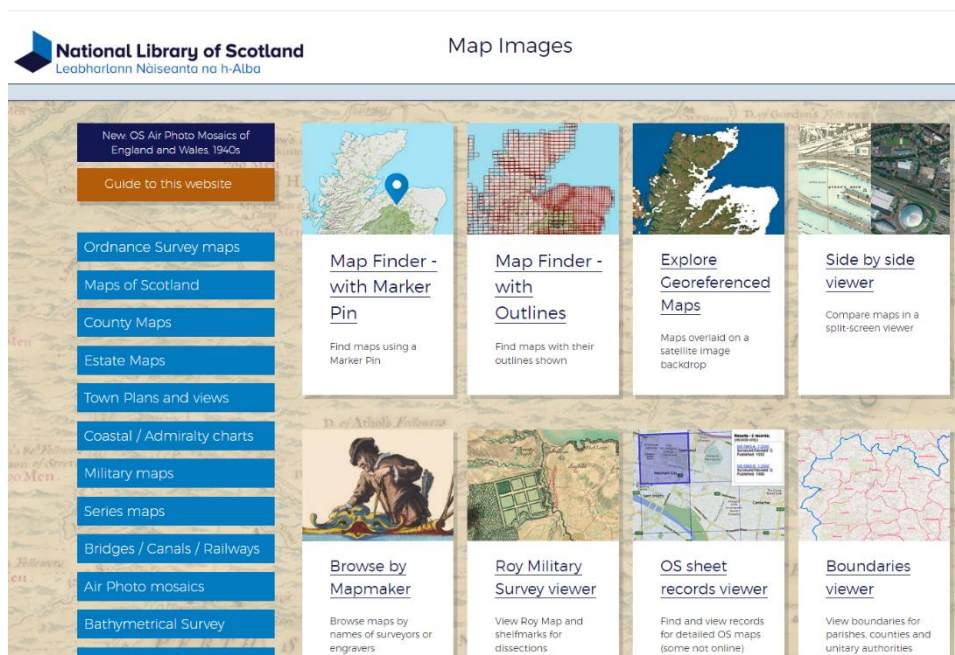 National Library of Scotland
Leabharlann Nàiseanta na h-Alba
Map Images
New: OS Air Photo Mosaics of
England and Wales, 1940s
Guide to this website
Ordnance Survey maps
Maps of Scotland
County Maps
Estate Maps
Town Plans and views
Coastal / Admiralty charts
Military maps
Series maps
Bridges / Canals / Railways
Air Photo mosaics
Bathymetrical Survey
Map Finder -
with Marker
Pin
Find maps using a
Marker Pin
Map Finder -
with
Outlines
Find maps with their
outlines shown
Explore
Georeferenced
Maps
Maps overlaid on a
satellite image
backdrop
Side by side
viewer
Compare maps in a
split-screen viewer
Browse by
Mapmaker
Browse maps by
names of surveyors or
engravers
Roy Military
Survey viewer
View Roy Map and
shelfmarks for
dissections
OS sheet
records viewer
Find and view records
for detailed OS maps
(some not online)
Boundaries
viewer
View boundaries for
parishes, counties and
unitary authorities